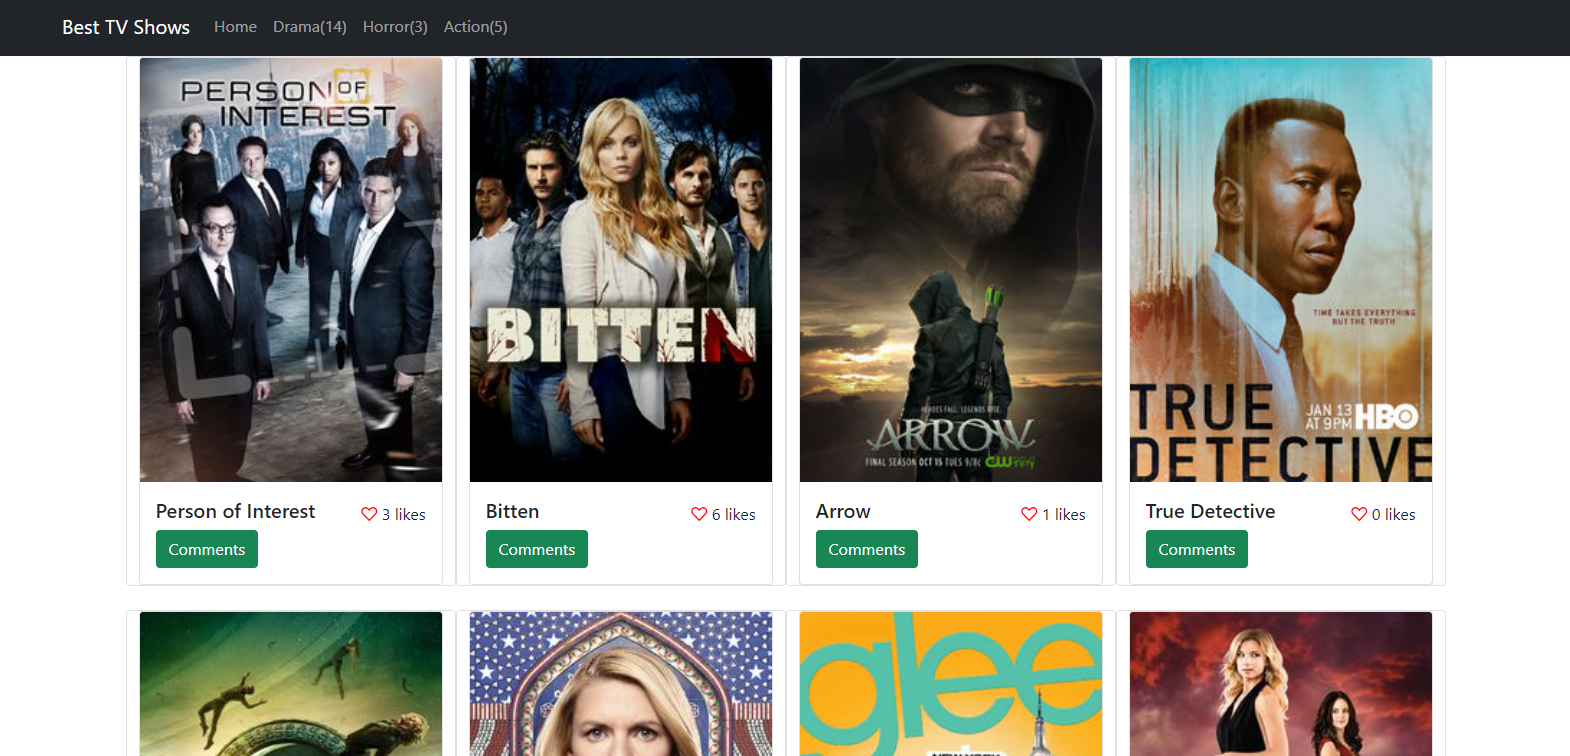 Best TV Shows Home Drama(14) Horror(3) Action(5)
PERSON OF
INTEREST
BITTEN
HEROES FALL. LEGENDS RISE.
ARROW
FINAL SEASON OCT 15 TUES 9/8c CW
TIME TAKES EVERYTHING
BUT THE TRUTH
TRUE
JAN 13
AT 9PM HBO
DETECTIVE
Person of Interest 3 likes
Comments
Bitten 6 likes
Comments
Arrow 1 likes
Comments
True Detective 0 likes
Comments
glee